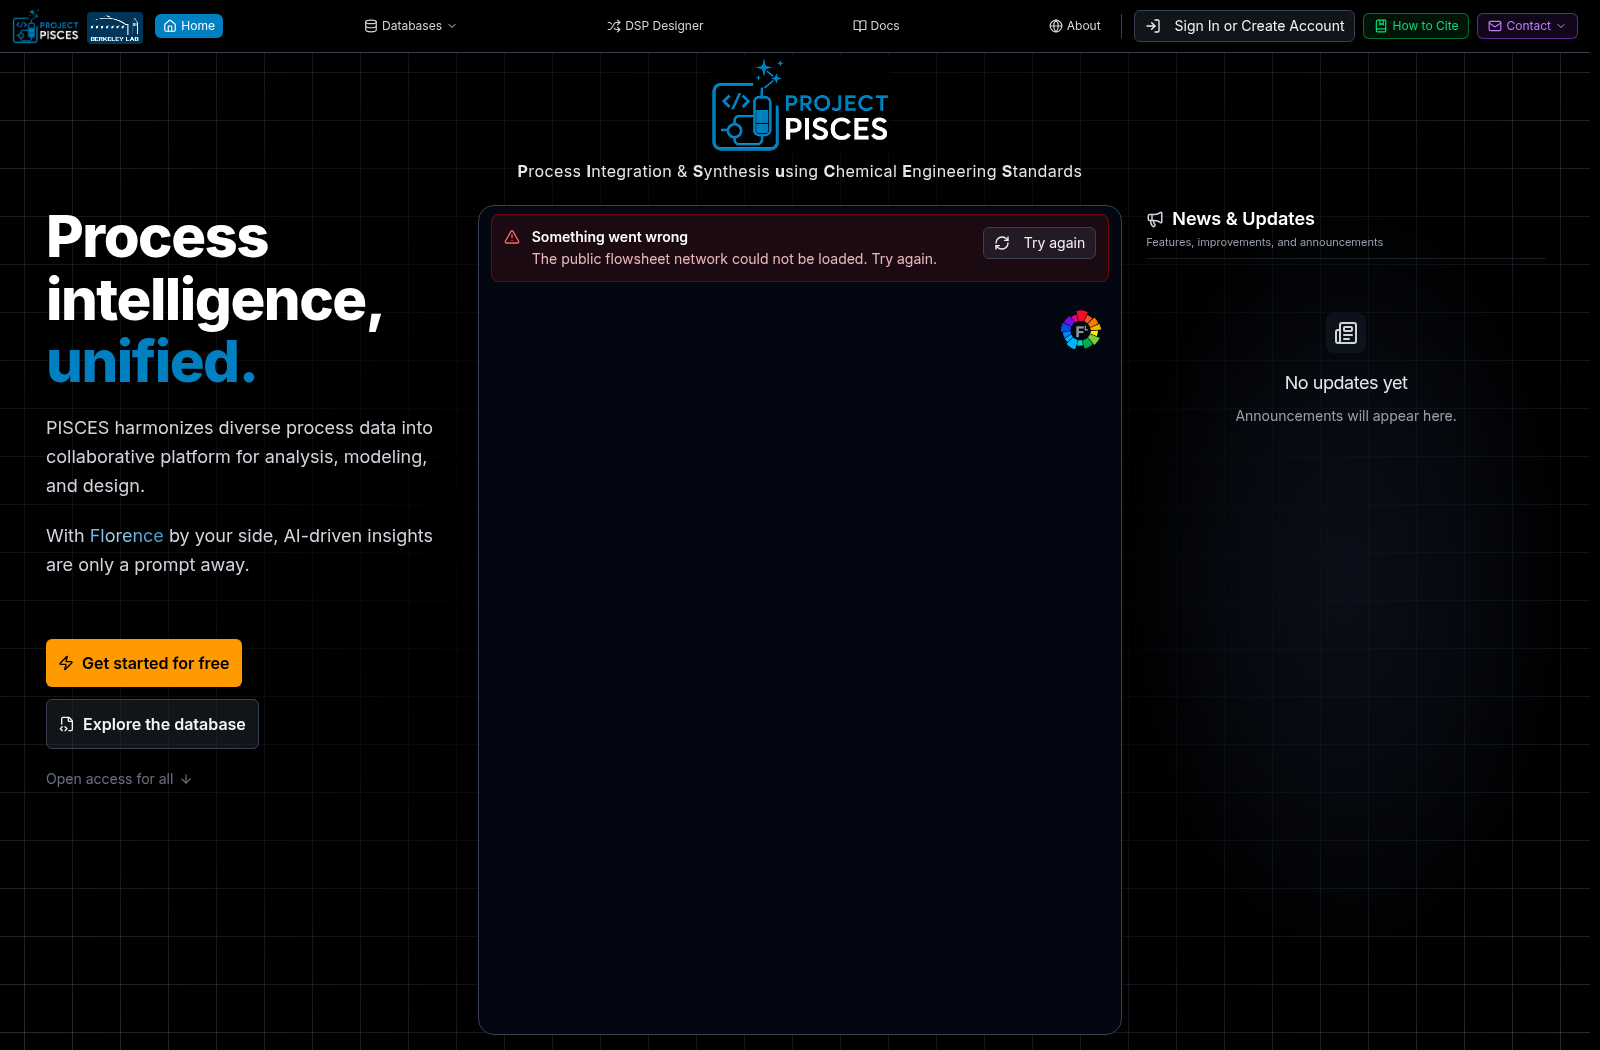 PROJECT
PISCES
BERKELEY LAB
Home
Databases
DSP Designer
Docs
About
Sign In or Create Account
How to Cite
Contact
PROJECT
PISCES
Process Integration & Synthesis using Chemical Engineering Standards
Process
intelligence,
unified.
PISCES harmonizes diverse process data into
collaborative platform for analysis, modeling,
and design.
With Florence by your side, AI-driven insights
are only a prompt away.
Get started for free
Explore the database
Open access for all
Something went wrong
The public flowsheet network could not be loaded. Try again.
Try again
FL
News & Updates
Features, improvements, and announcements
No updates yet
Announcements will appear here.